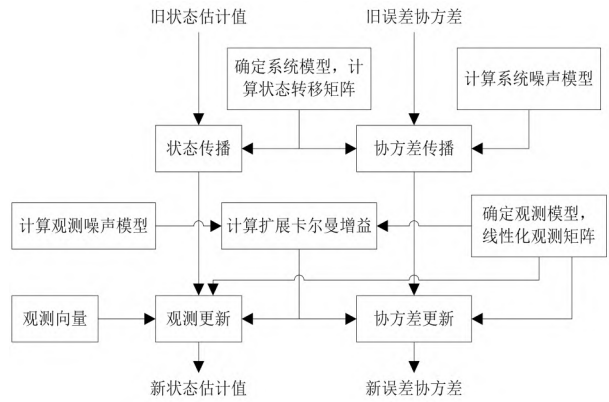 旧状态估计值
旧误差协方差
确定系统模型，计
算状态转移矩阵
计算系统噪声模型
状态传播
协方差传播
计算观测噪声模型
计算扩展卡尔曼增益
确定观测模型，
线性化观测矩阵
观测向量
观测更新
协方差更新
新状态估计值
新误差协方差